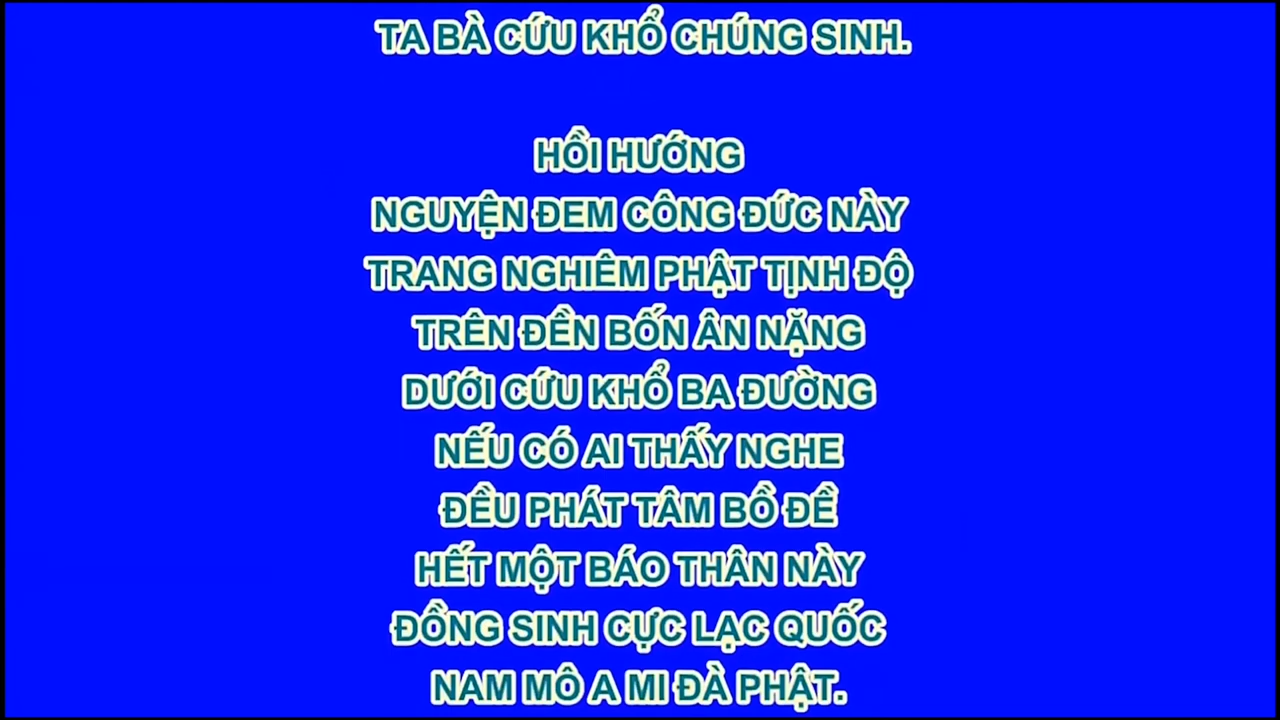 TA BÀ CỨU KHỔ CHÚNG SINH.
HỒI HƯỚNG
NGUYỆN ĐEM CÔNG ĐỨC NÀY
TRANG NGHIÊM PHẬT TỊNH ĐỘ
TRÊN ĐỀN BỐN ÂN NẶNG
DƯỚI CỨU KHỔ BA ĐƯỜNG
NẾU CÓ AI THẤY NGHE
ĐỀU PHÁT TÂM BỒ ĐỀ
HẾT MỘT BÁO THÂN NÀY
ĐỒNG SINH CỰC LẠC QUỐC
NAM MÔ A MI ĐÀ PHẬT.